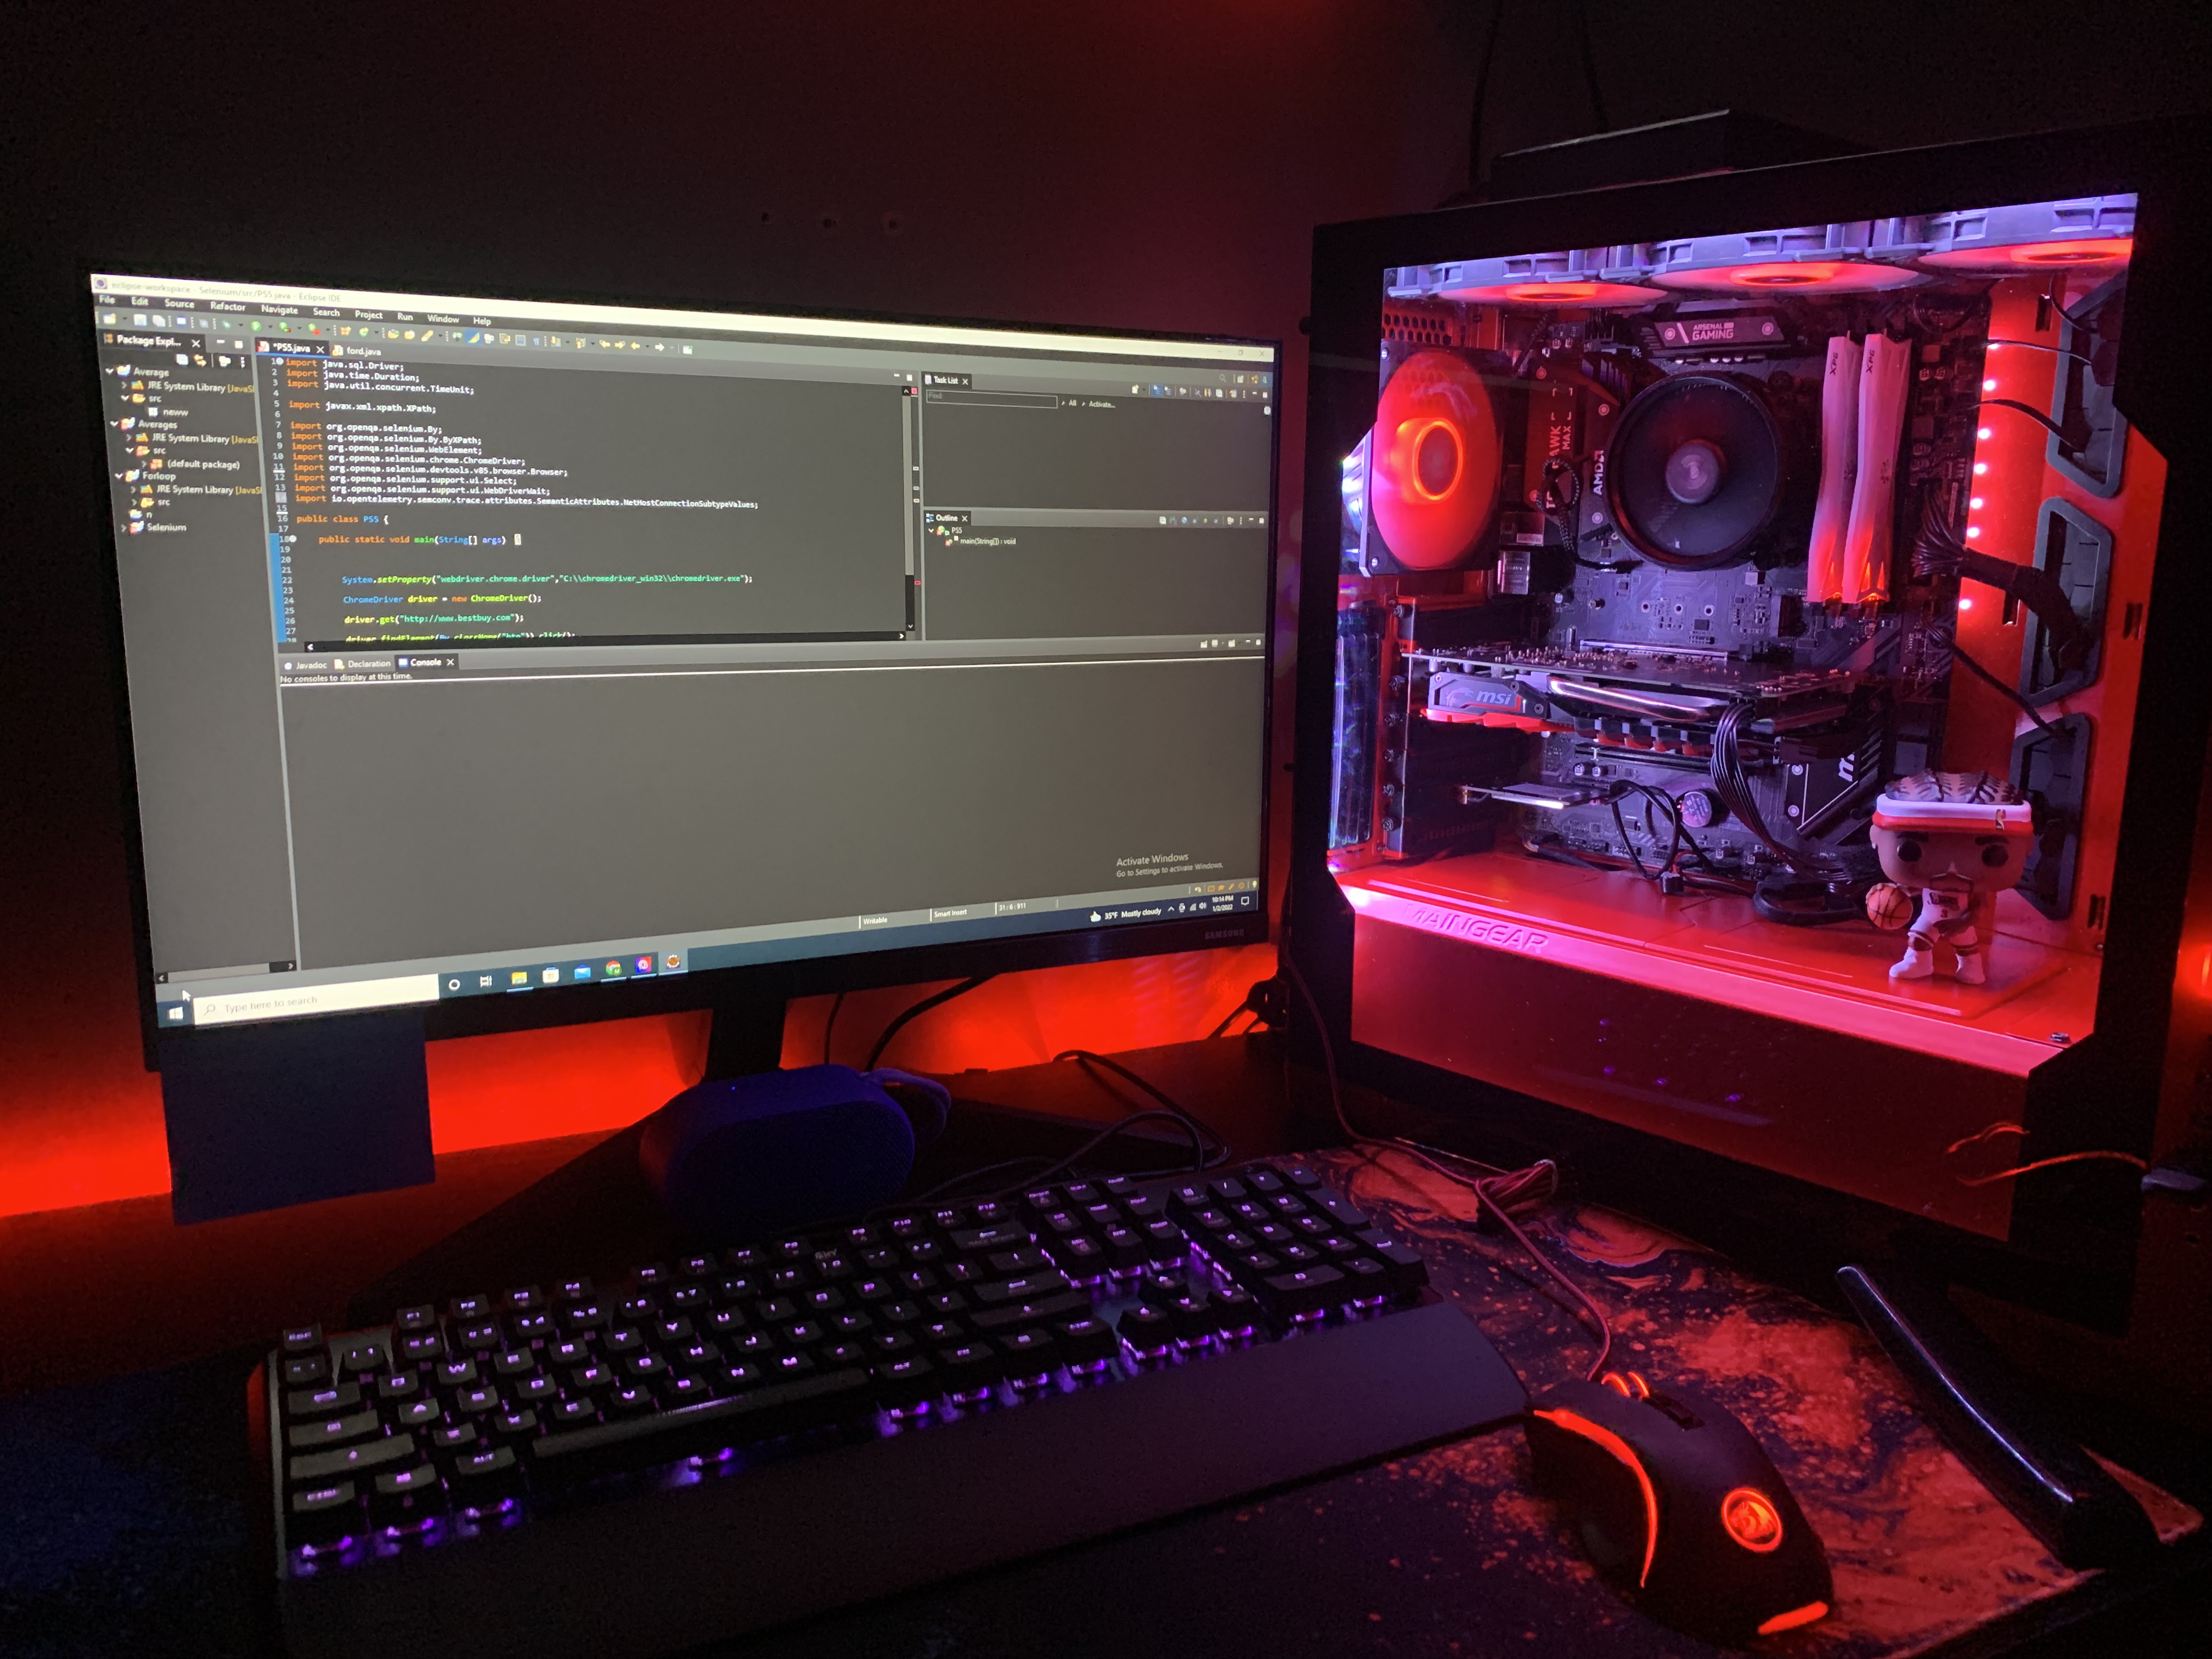 eclipse-workspace - Selenium/src/PS5.java - Eclipse IDE
File Edit Source Refactor Navigate Search Project Run Window Help
Package Expl...
Average
JRE System Library [JavaS
src
neww
Averages
JRE System Library [JavaS
src
(default package)
Forloop
JRE System Library [JavaS
src
n
Selenium
*PS5.java
ford.java
1 import java.sql.Driver;
2 import java.time.Duration;
3 import java.util.concurrent.TimeUnit;
4
5 import javax.xml.xpath.XPath;
6
7 import org.openqa.selenium.By;
8 import org.openqa.selenium.By.ByXPath;
9 import org.openqa.selenium.WebElement;
10 import org.openqa.selenium.chrome.ChromeDriver;
11 import org.openqa.selenium.devtools.v85.browser.Browser;
12 import org.openqa.selenium.support.ui.Select;
13 import org.openqa.selenium.support.ui.WebDriverWait;
14 import io.opentelemetry.semconv.trace.attributes.SemanticAttributes.NetHostConnectionSubtypeValues;
15
16 public class PS5 {
17
18 public static void main(String[] args) {
19
20
21
22 System.setProperty("webdriver.chrome.driver","C:\\chromedriver_win32\\chromedriver.exe");
23
24 ChromeDriver driver = new ChromeDriver();
25
26 driver.get("http://www.bestbuy.com");
27
28 driver.findElement(By.className("btn")).click();
Task List
Find
All
Activate...
Outline
PS5
main(String[]) : void
Javadoc Declaration Console
No consoles to display at this time.
Activate Windows
Go to Settings to activate Windows.
Writable
Smart Insert
21 : 6 : 911
Type here to search
35°F Mostly cloudy
10:14 PM
1/2/2022
SAMSUNG
ARSENAL
GAMING
XPG
XPG
MAX
AMD
msi
MAINGEAR